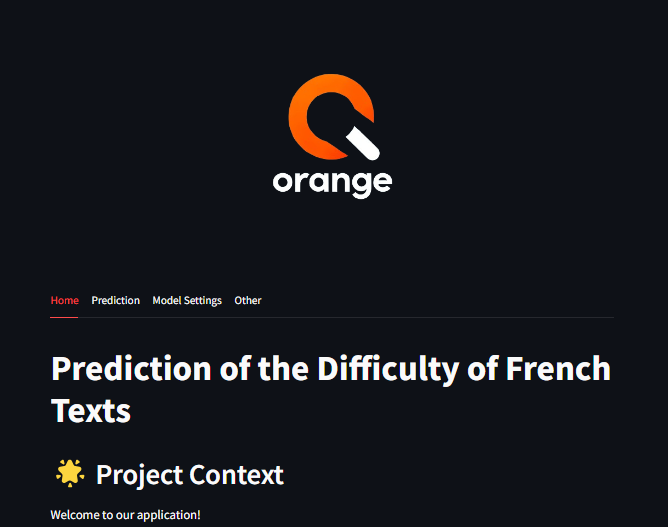 orange
Home Prediction Model Settings Other
Prediction of the Difficulty of French
Texts
🌟 Project Context
Welcome to our application!